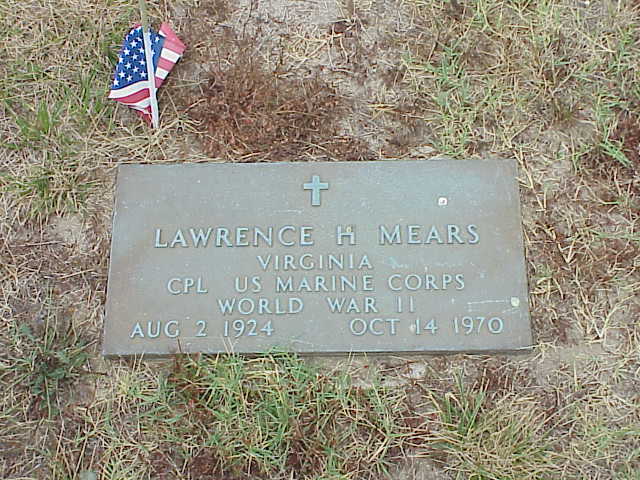 LAWRENCE H MEARS
VIRGINIA
CPL US MARINE CORPS
WORLD WAR II
AUG 2 1924 OCT 14 1970